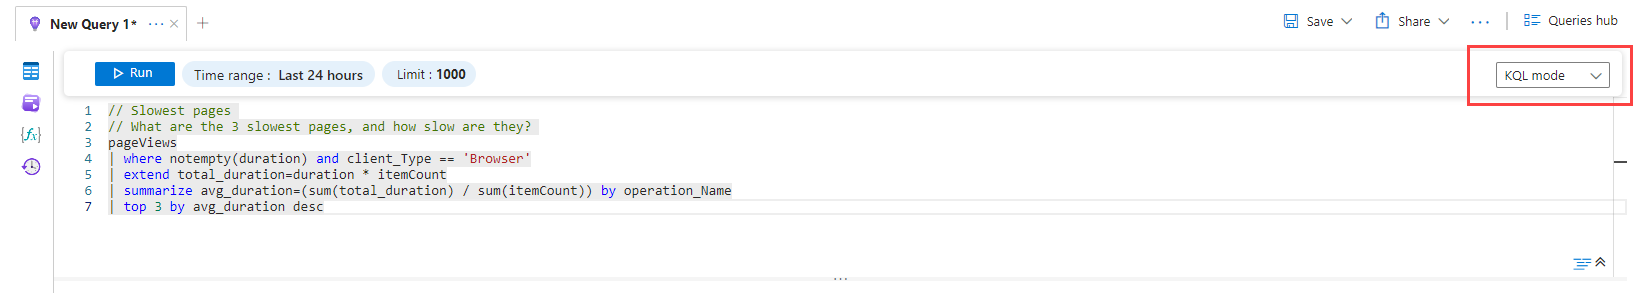 New Query 1* ··· × +
Save Share ··· | Queries hub
Run Time range : Last 24 hours Limit : 1000 KQL mode
1 // Slowest pages
2 // What are the 3 slowest pages, and how slow are they?
3 pageViews
4 | where notempty(duration) and client_Type == 'Browser'
5 | extend total_duration=duration * itemCount
6 | summarize avg_duration=(sum(total_duration) / sum(itemCount)) by operation_Name
7 | top 3 by avg_duration desc
{fx}